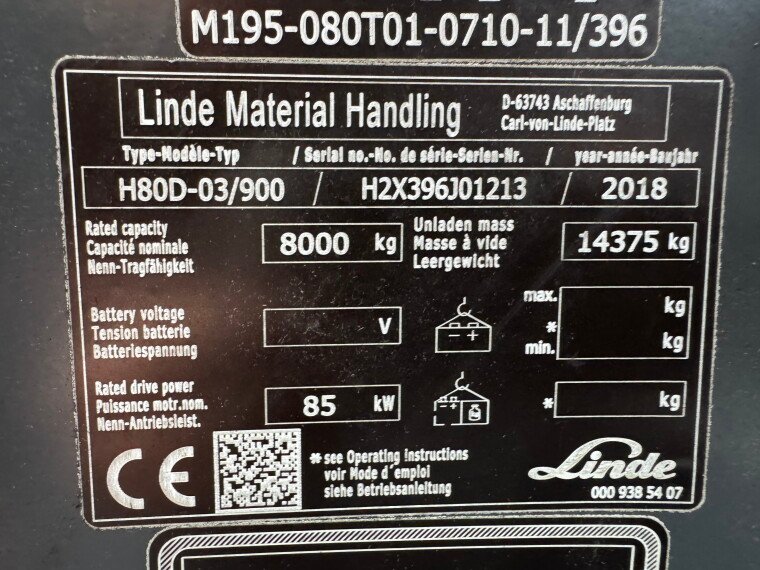 M195-080T01-0710-11/396
Linde Material Handling
D-63743 Aschaffenburg
Carl-von-Linde-Platz
Type-Modèle-Typ / Serial no.-No. de série-Serien-Nr. / year-année-Baujahr
H80D-03/900 / H2X396J01213 / 2018
Rated capacity
Capacité nominale
Nenn-Tragfähigkeit
8000 kg
Unladen mass
Masse à vide
Leergewicht
14375 kg
Battery voltage
Tension batterie
Batteriespannung
V
max. kg
*
min. kg
Rated drive power
Puissance motr.nom.
Nenn-Antriebsleist.
85 kW
* kg
CE
* see Operating Instructions
voir Mode d'emploi
siehe Betriebsanleitung
Linde
000 938 54 07